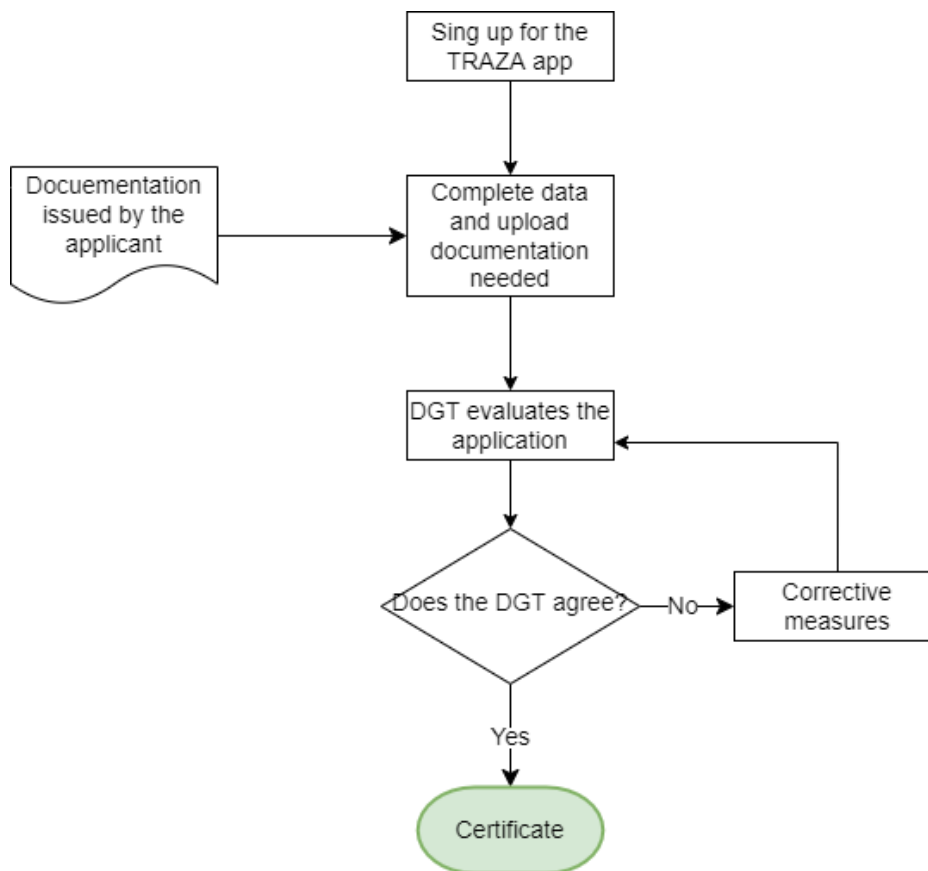 Sing up for the
TRAZA app
Docuementation
issued by the
applicant
Complete data
and upload
documentation
needed
DGT evaluates the
application
Does the DGT agree?
No
Corrective
measures
Yes
Certificate